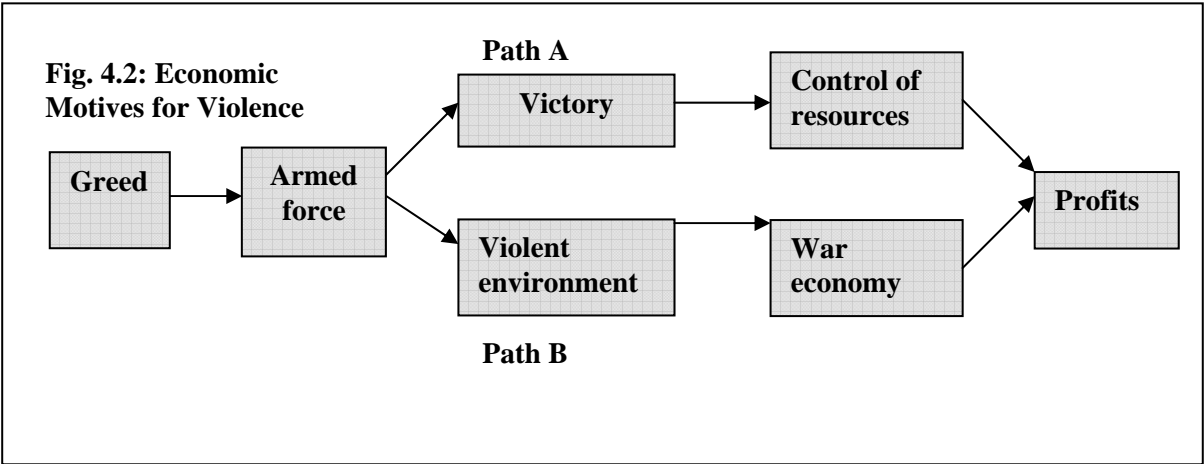 Fig. 4.2: Economic
Motives for Violence
Greed
Armed
force
Path A
Victory
Control of
resources
Violent
environment
War
economy
Path B
Profits